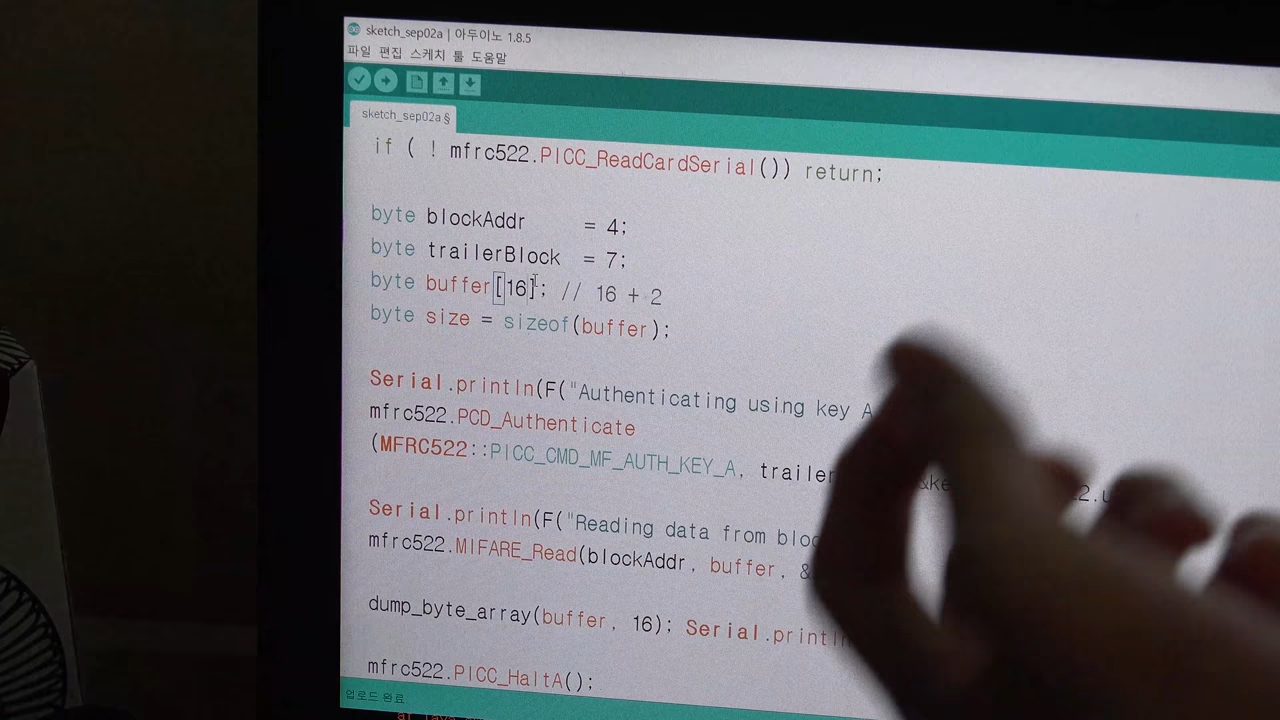 sketch_sep02a | 아두이노 1.8.5
파일 편집 스케치 툴 도움말
sketch_sep02a §
if ( ! mfrc522.PICC_ReadCardSerial()) return;
byte blockAddr = 4;
byte trailerBlock = 7;
byte buffer[16]; // 16 + 2
byte size = sizeof(buffer);
Serial.println(F("Authenticating using key A
mfrc522.PCD_Authenticate
(MFRC522::PICC_CMD_MF_AUTH_KEY_A, trailer &ke
Serial.println(F("Reading data from bloc
mfrc522.MIFARE_Read(blockAddr, buffer, &
dump_byte_array(buffer, 16); Serial.println
mfrc522.PICC_HaltA();
업로드 완료